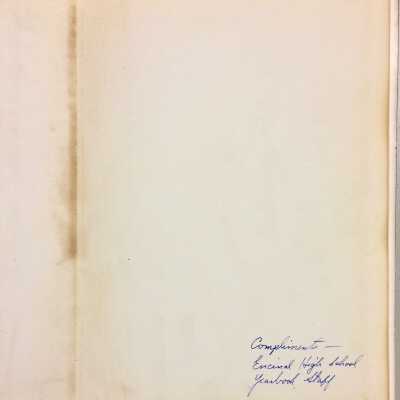 Compliments —
Encinal High School
Yearbook Staff